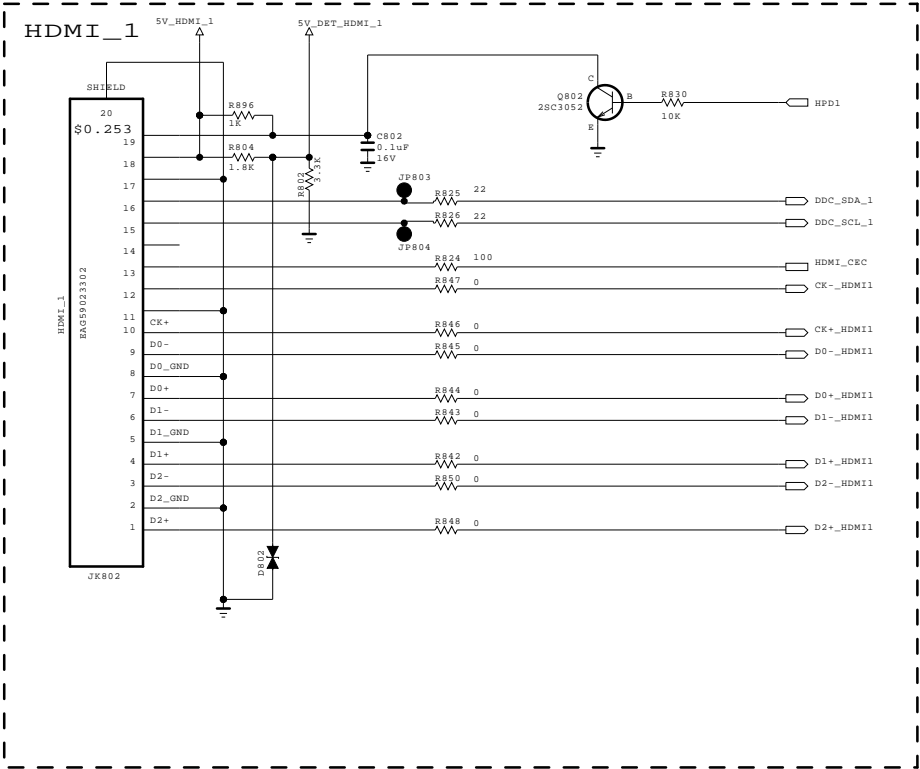 HDMI_1
5V_HDMI_1
5V_DET_HDMI_1
SHIELD
20
$0.253
19
18
17
16
15
14
13
12
11
10
9
8
7
6
5
4
3
2
1
HDMI_1
EAG59023302
JK802
R896
1K
R804
1.8K
R802
3.3K
C802
0.1uF
16V
Q802
2SC3052
C
B
E
R830
10K
HPD1
JP803
R825 22
DDC_SDA_1
R826 22
DDC_SCL_1
JP804
R824 100
HDMI_CEC
R847 0
CK-_HDMI1
CK+
R846 0
CK+_HDMI1
D0-
R845 0
D0-_HDMI1
D0_GND
D0+
R844 0
D0+_HDMI1
D1-
R843 0
D1-_HDMI1
D1_GND
D1+
R842 0
D1+_HDMI1
D2-
R850 0
D2-_HDMI1
D2_GND
D2+
R848 0
D2+_HDMI1
D802